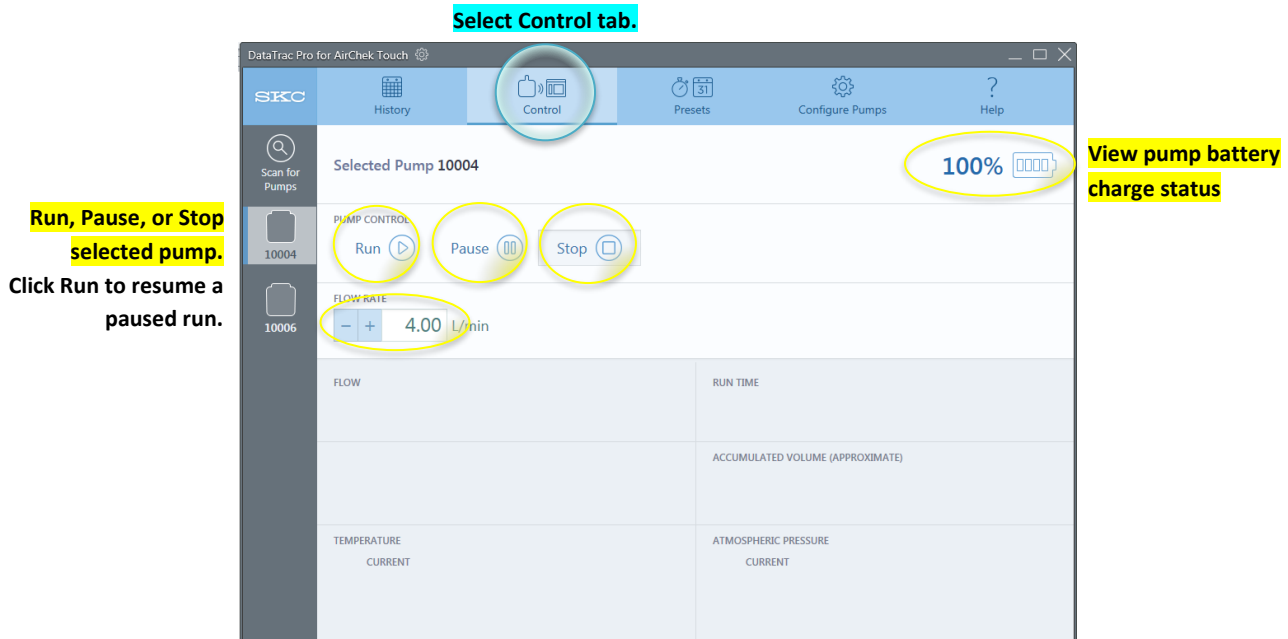 Select Control tab.
DataTrac Pro for AirChek Touch
SKC
History
Control
31
Presets
Configure Pumps
?
Help
Scan for
Pumps
Selected Pump 10004
100%
View pump battery
charge status
Run, Pause, or Stop
selected pump.
Click Run to resume a
paused run.
10004
10006
PUMP CONTROL
Run
Pause
Stop
FLOW RATE
− + 4.00 L/min
FLOW
RUN TIME
ACCUMULATED VOLUME (APPROXIMATE)
TEMPERATURE
CURRENT
ATMOSPHERIC PRESSURE
CURRENT